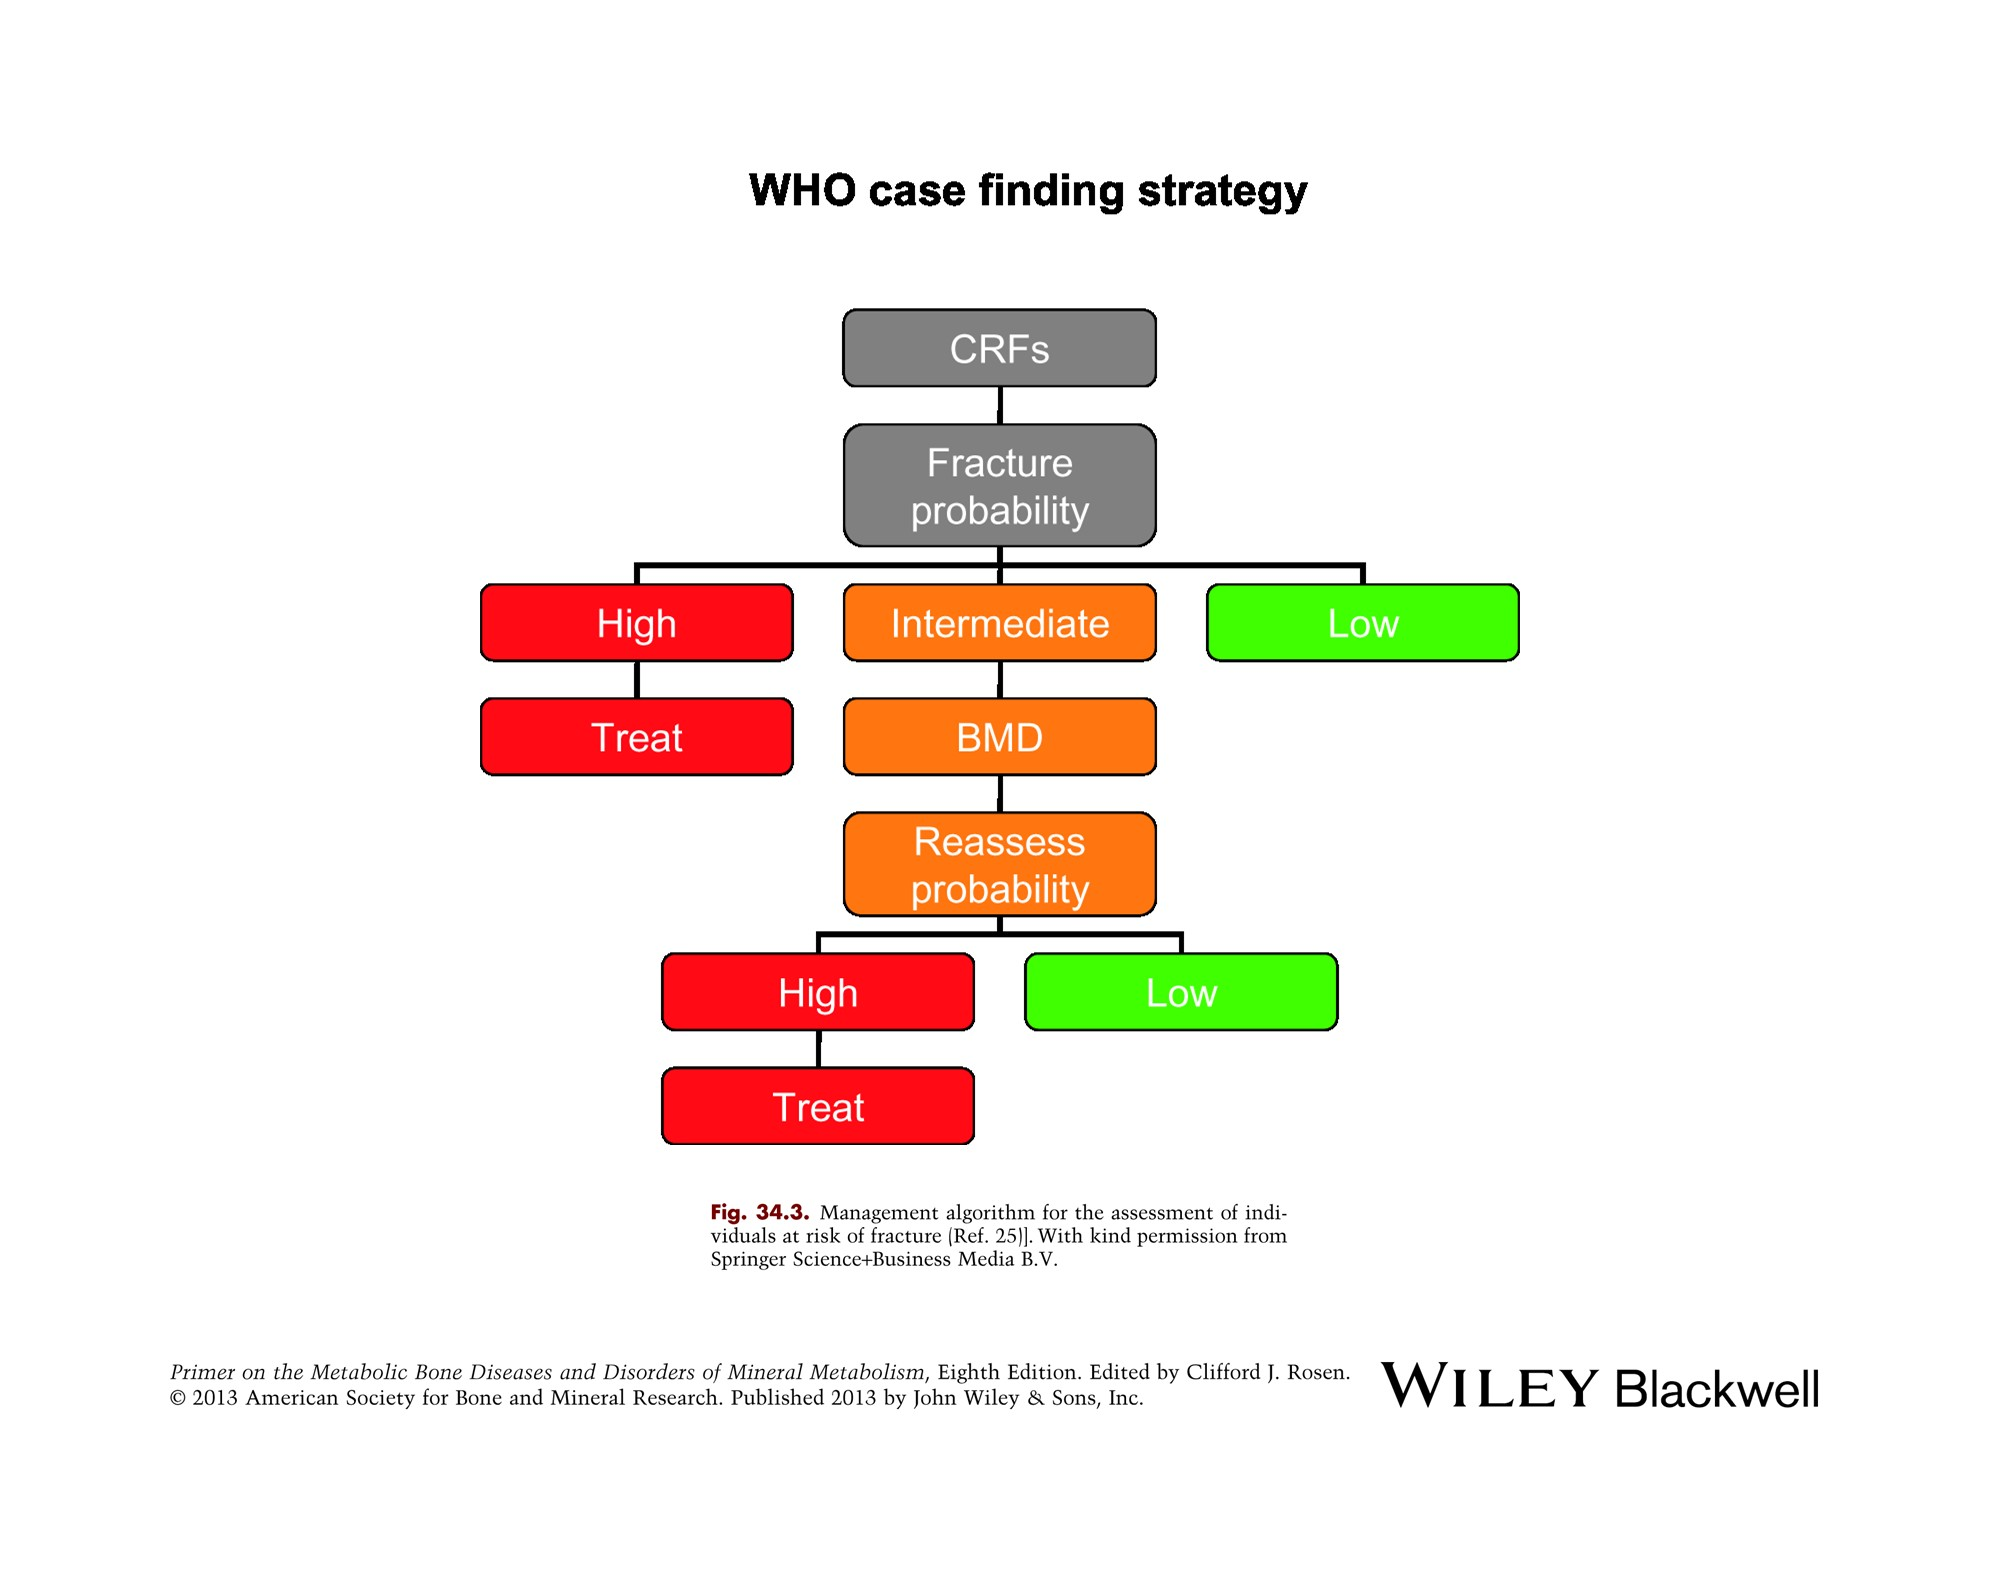 WHO case finding strategy
CRFs
Fracture
probability
High
Intermediate
Low
Treat
BMD
Reassess
probability
High
Low
Treat
Fig. 34.3. Management algorithm for the assessment of indi-
viduals at risk of fracture (Ref. 25)]. With kind permission from
Springer Science+Business Media B.V.
Primer on the Metabolic Bone Diseases and Disorders of Mineral Metabolism, Eighth Edition. Edited by Clifford J. Rosen.
© 2013 American Society for Bone and Mineral Research. Published 2013 by John Wiley & Sons, Inc.
WILEY Blackwell